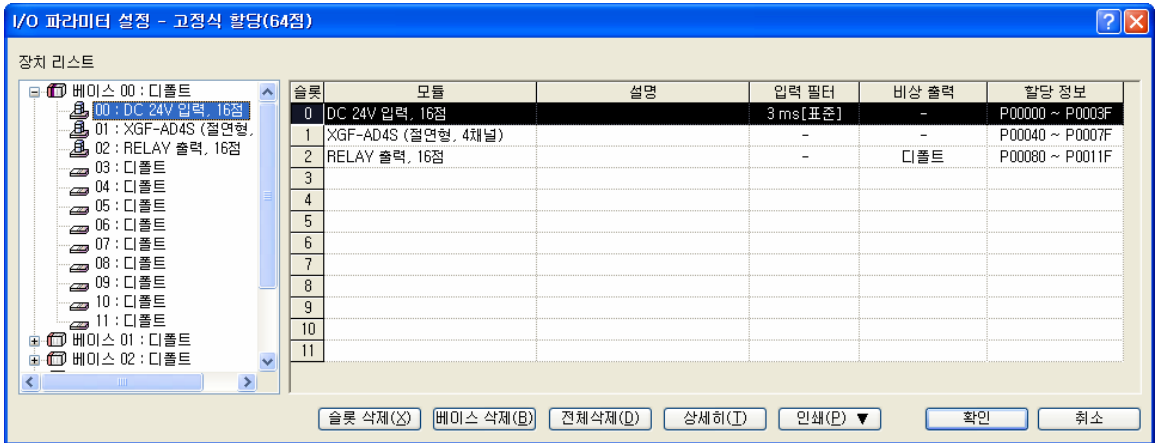 I/O 파라미터 설정 - 고정식 할당(64점)
장치 리스트
베이스 00 : 디폴트
00 : DC 24V 입력, 16점
01 : XGF-AD4S (절연형,
02 : RELAY 출력, 16점
03 : 디폴트
04 : 디폴트
05 : 디폴트
06 : 디폴트
07 : 디폴트
08 : 디폴트
09 : 디폴트
10 : 디폴트
11 : 디폴트
베이스 01 : 디폴트
베이스 02 : 디폴트
슬롯 모듈 설명 입력 필터 비상 출력 할당 정보
0 DC 24V 입력, 16점 3 ms[표준] - P00000 ~ P0003F
1 XGF-AD4S (절연형, 4채널) - - P00040 ~ P0007F
2 RELAY 출력, 16점 - 디폴트 P00080 ~ P0011F
3
4
5
6
7
8
9
10
11
슬롯 삭제(X) 베이스 삭제(B) 전체삭제(D) 상세히(T) 인쇄(P) ▼ 확인 취소